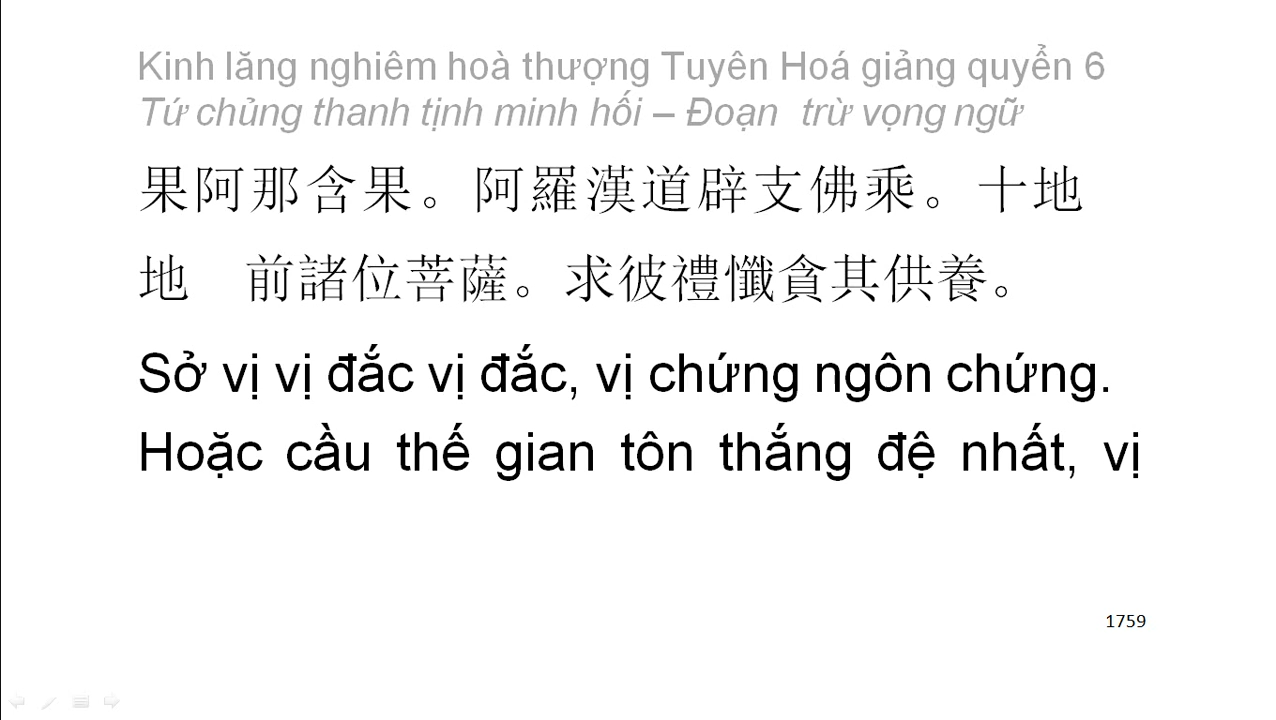 Kinh lăng nghiêm hoà thượng Tuyên Hoá giảng quyển 6
Tứ chủng thanh tịnh minh hối – Đoạn trừ vọng ngữ
果阿那含果。阿羅漢道辟支佛乘。十地
地　前諸位菩薩。求彼禮懺貪其供養。
Sở vị vị đắc vị đắc, vị chứng ngôn chứng.
Hoặc cầu thế gian tôn thắng đệ nhất, vị
1759